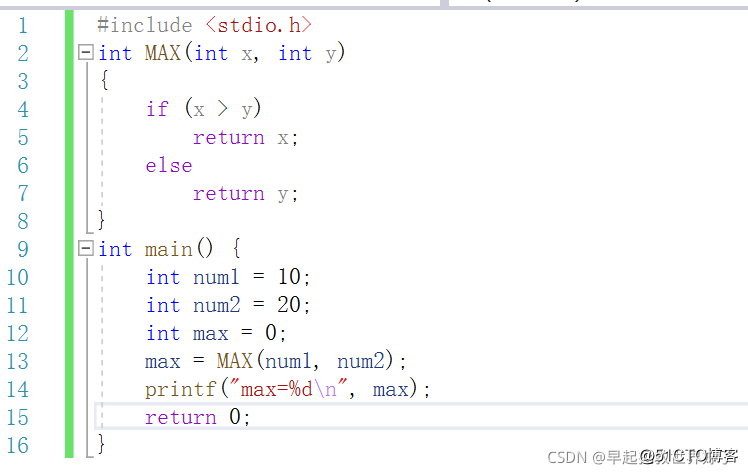 1 #include <stdio.h>
2 int MAX(int x, int y)
3 {
4 if (x > y)
5 return x;
6 else
7 return y;
8 }
9 int main() {
10 int num1 = 10;
11 int num2 = 20;
12 int max = 0;
13 max = MAX(num1, num2);
14 printf("max=%d\n", max);
15 return 0;
16 }
CSDN @早起
@51CTO博客